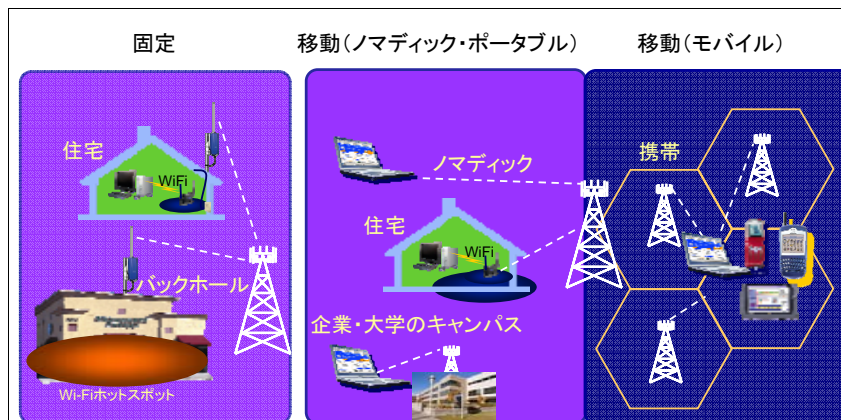 固定
移動(ノマディック・ポータブル)
移動(モバイル)
住宅
WiFi
バックホール
Wi-Fiホットスポット
ノマディック
住宅
WiFi
企業・大学のキャンパス
携帯